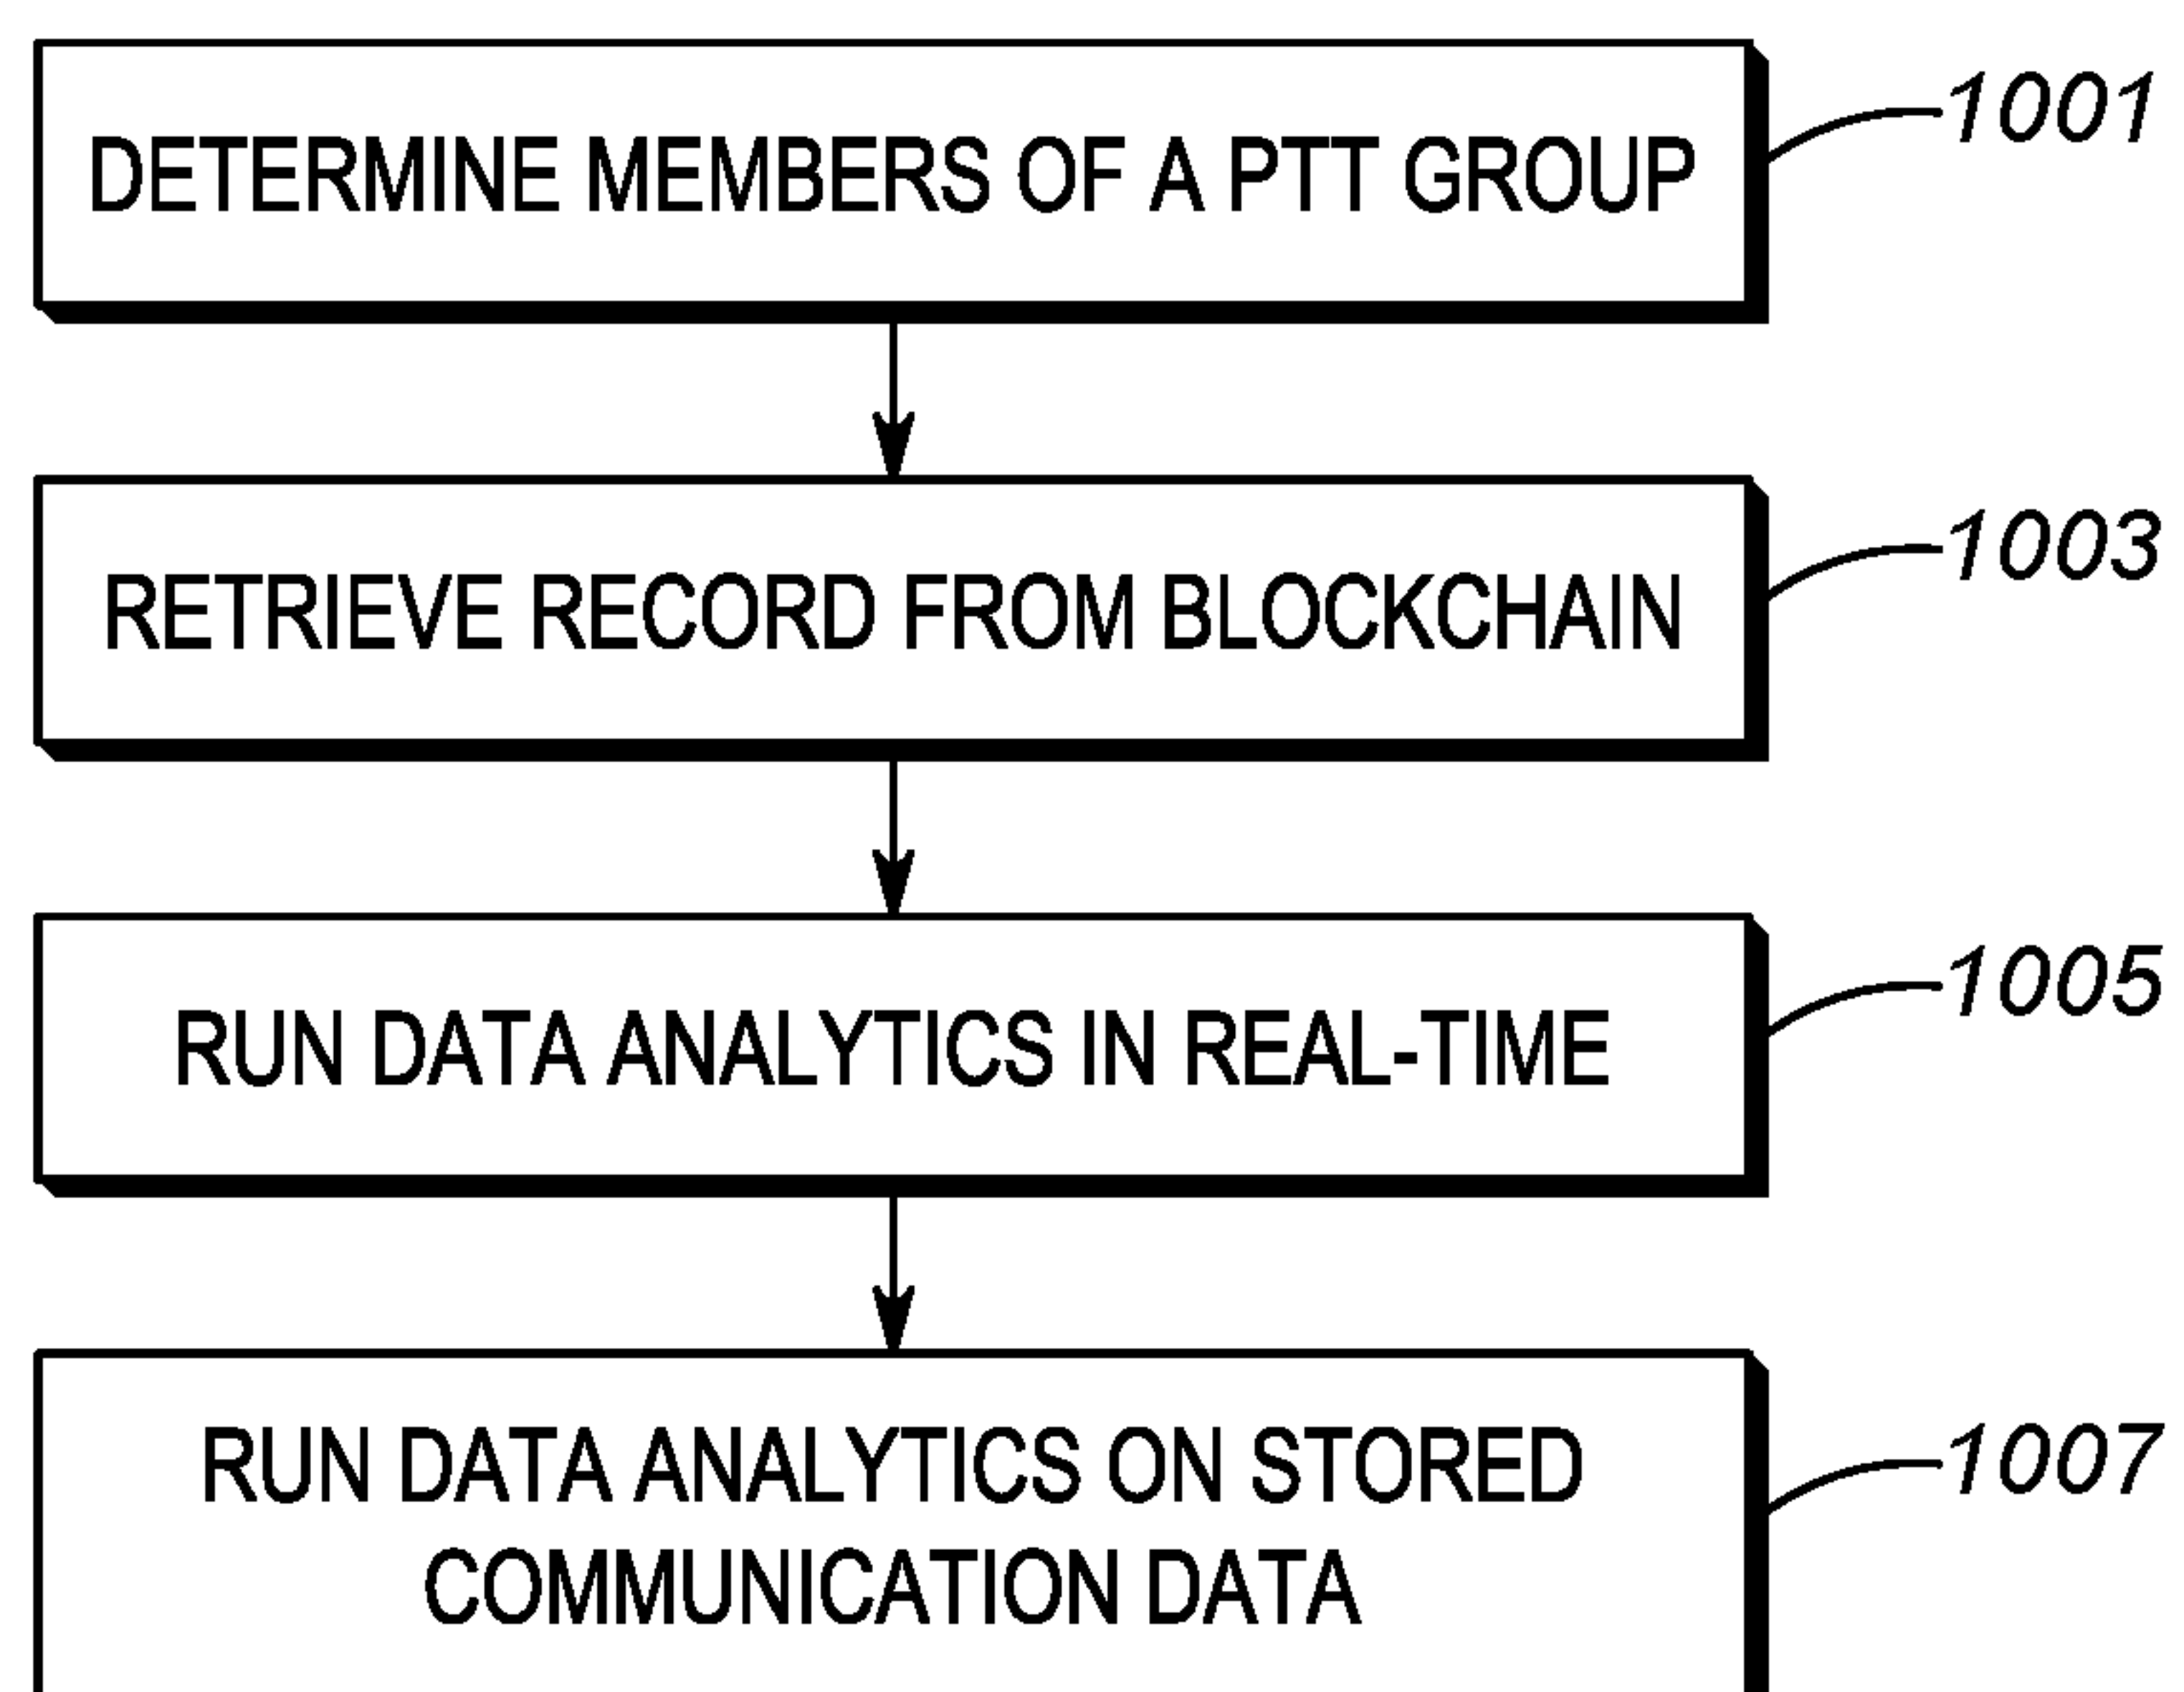 DETERMINE MEMBERS OF A PTT GROUP
1001
RETRIEVE RECORD FROM BLOCKCHAIN
1003
RUN DATA ANALYTICS IN REAL-TIME
1005
RUN DATA ANALYTICS ON STORED
COMMUNICATION DATA
1007